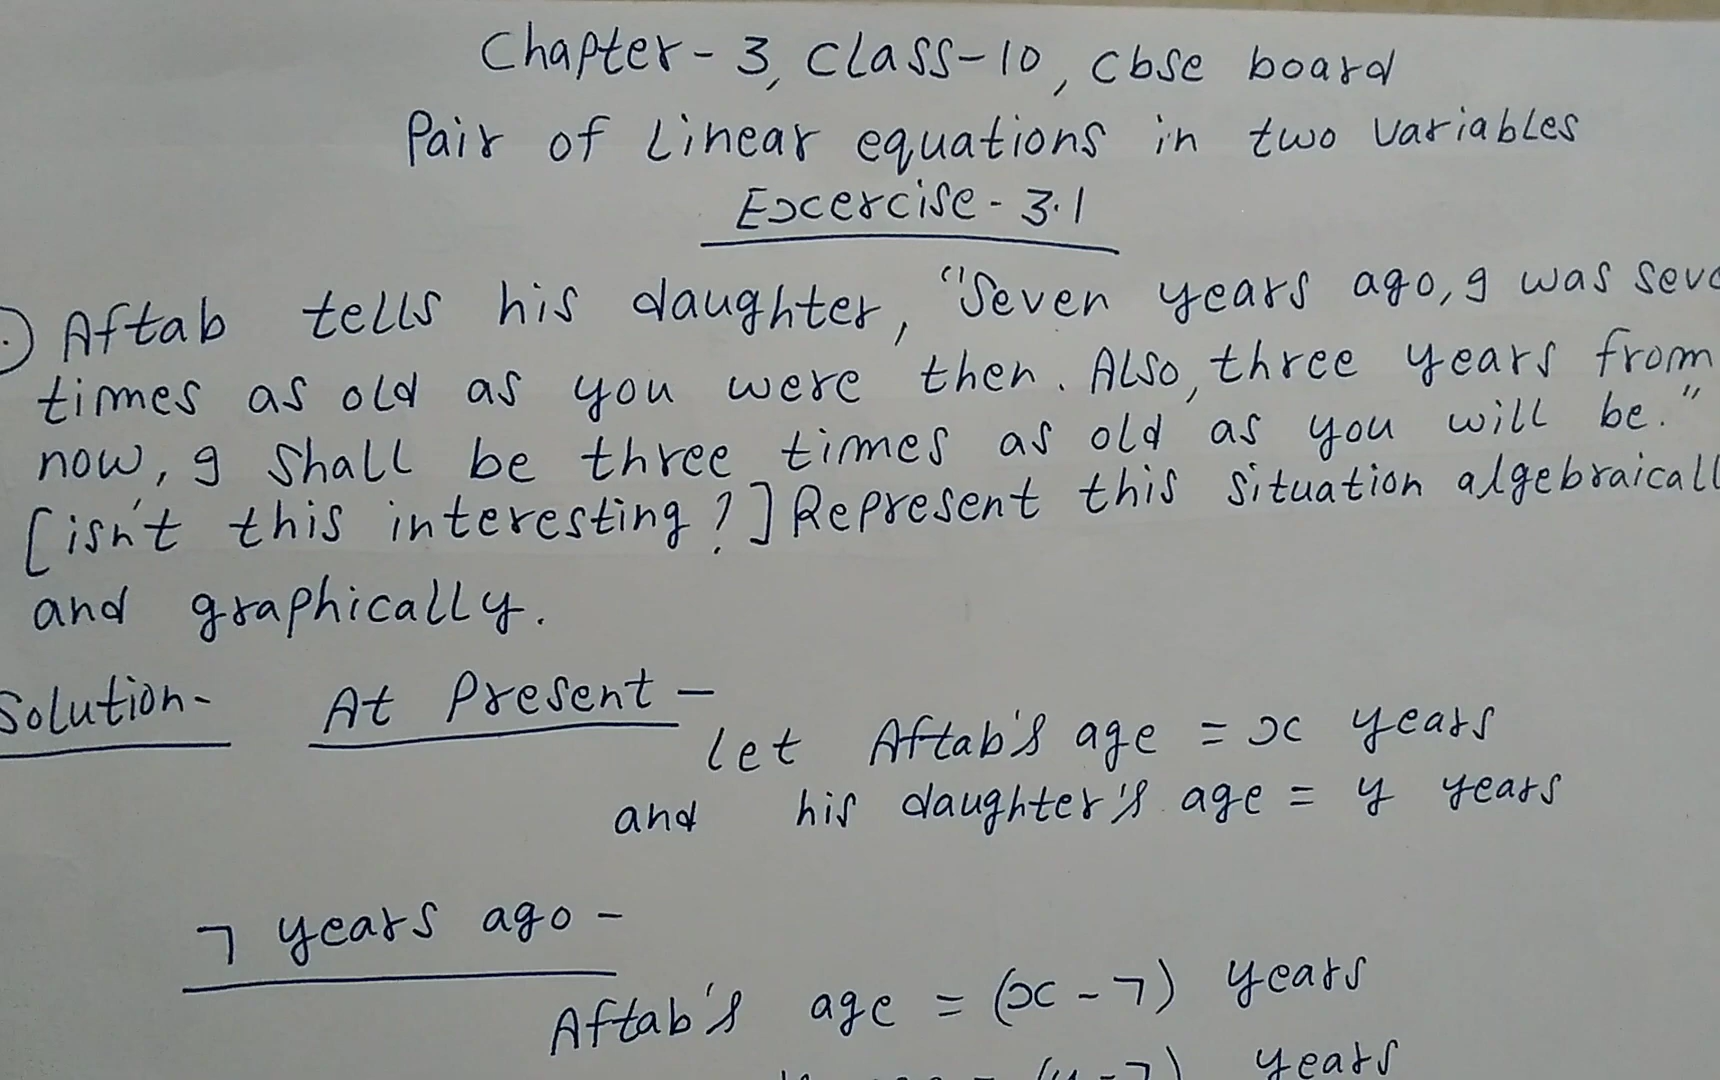 Chapter - 3, Class-10, Cbse board
Pair of Linear equations in two variables
Excercise - 3.1
Aftab tells his daughter, "Seven years ago, I was
times as old as you were then. Also, three years from
now, I shall be three times as old as you will be."
[isn't this interesting?] Represent this situation
and graphically.
Solution- At Present -
Let Aftab's age = x years
and his daughter's age = y years
7 years ago -
Aftab's age = (x - 7) years
years